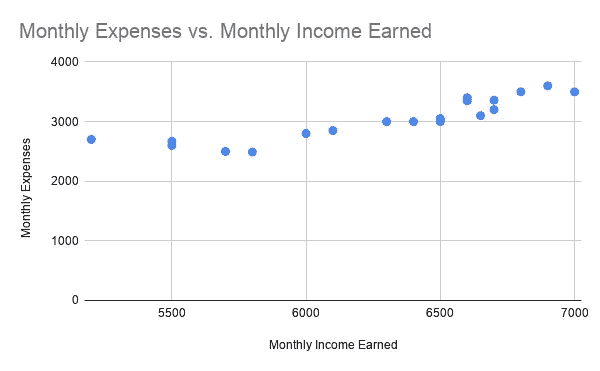 Monthly Expenses vs. Monthly Income Earned
4000
3000
2000
1000
0
Monthly Expenses
5500 6000 6500 7000
Monthly Income Earned